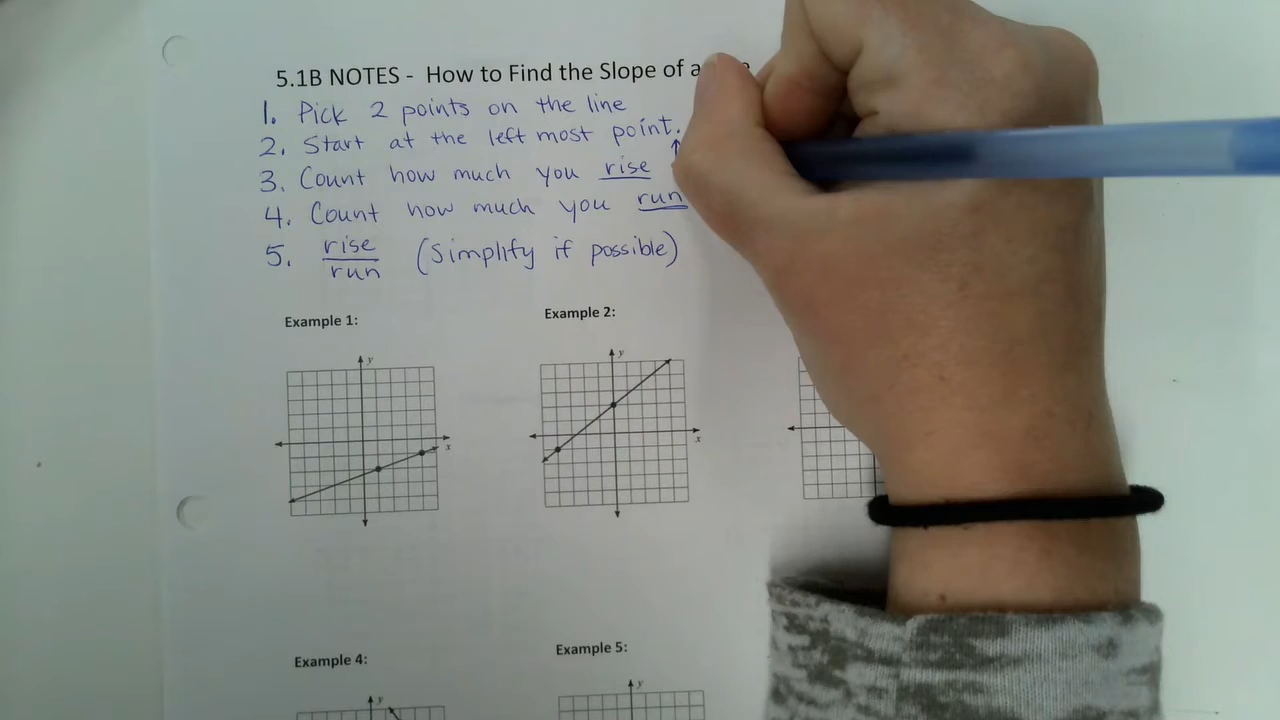 5.1B NOTES - How to Find the Slope of a
1. Pick 2 points on the line
2. Start at the left most point.
3. Count how much you rise ↑
4. Count how much you run
5. rise
run (simplify if possible)
Example 1:
Example 2:
y
x
y
x
Example 4:
Example 5:
y
y